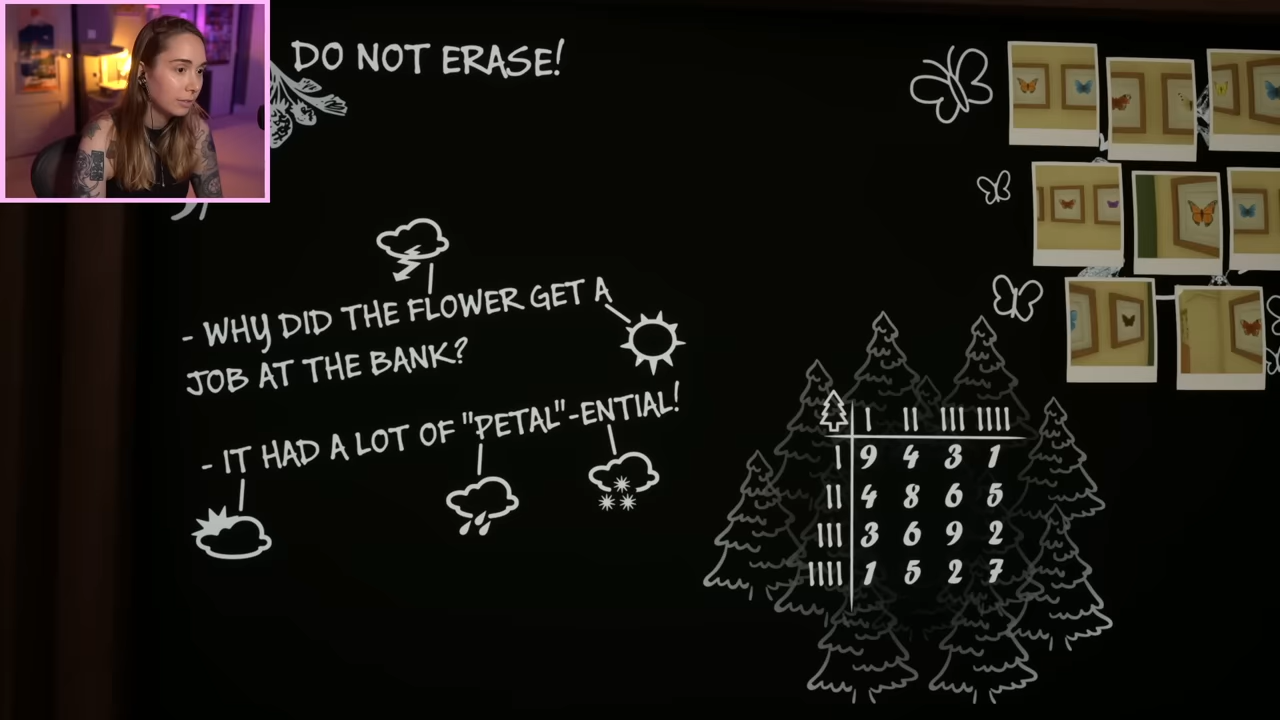 DO NOT ERASE!
- WHY DID THE FLOWER GET A
JOB AT THE BANK?
- IT HAD A LOT OF "PETAL"-ENTIAL!
I II III IIII
I 9 4 3 1
II 4 8 6 5
III 3 6 9 2
IIII 1 5 2 7